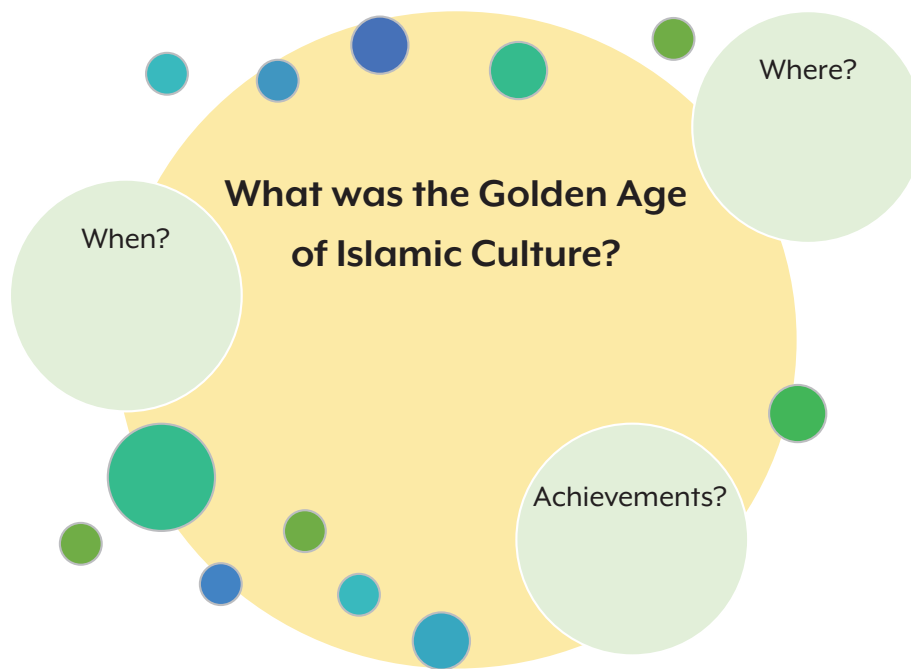 Where?
What was the Golden Age
of Islamic Culture?
When?
Achievements?